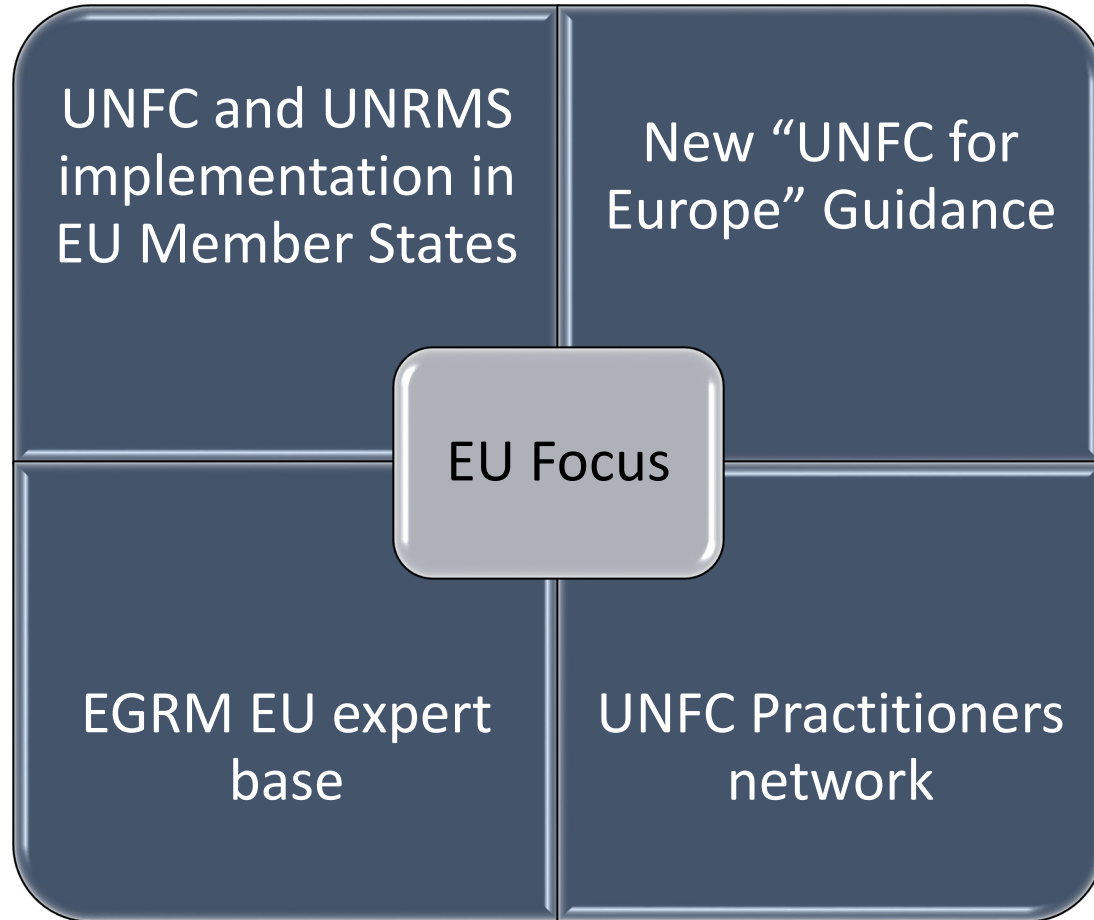 UNFC and UNRMS
implementation in
EU Member States
New “UNFC for
Europe” Guidance
EU Focus
EGRM EU expert
base
UNFC Practitioners
network